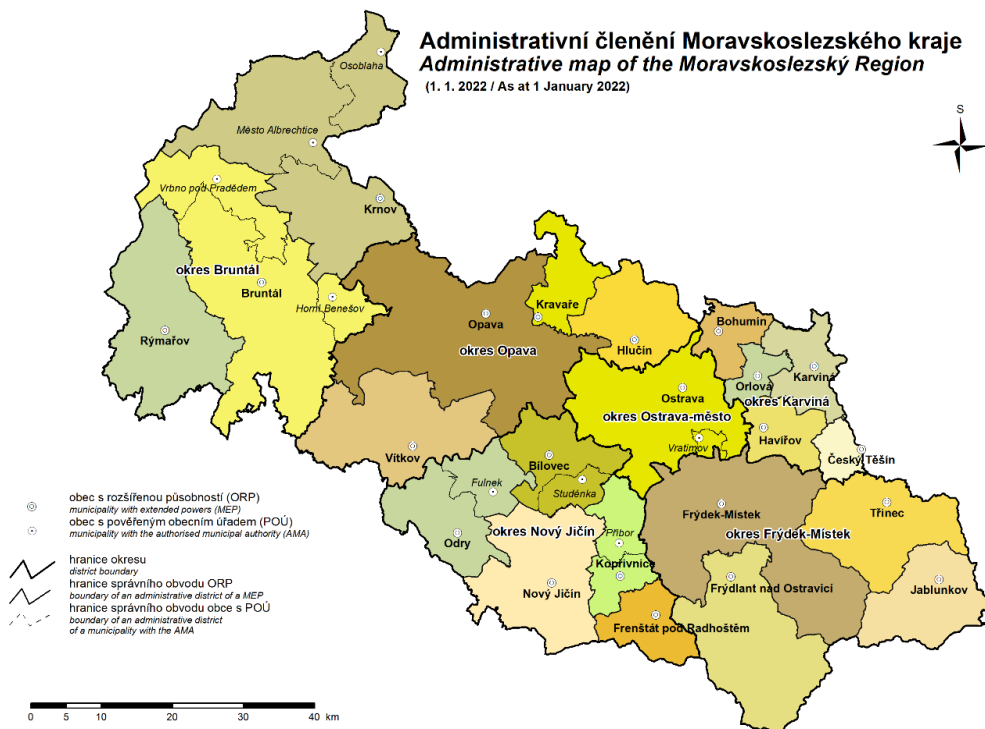 Administrativní členění Moravskoslezského kraje
Administrative map of the Moravskoslezský Region
(1. 1. 2022 / As at 1 January 2022)
S
Osoblaha
Město Albrechtice
Vrbno pod Pradědem
Krnov
okres Bruntál
Bruntál
Horní Benešov
Rýmařov
Kravaře
Opava
okres Opava
Hlučín
Bohumín
Karviná
Orlová
okres Karviná
Ostrava
okres Ostrava-město
Vratimov
Havířov
Český Těšín
Vítkov
Bílovec
Fulnek
Studénka
Frýdek-Místek
Třinec
okres Nový Jičín
Příbor
okres Frýdek-Místek
Odry
Kopřivnice
Nový Jičín
Frýdlant nad Ostravicí
Jablunkov
Frenštát pod Radhoštěm
obec s rozšířenou působností (ORP)
municipality with extended powers (MEP)
obec s pověřeným obecním úřadem (POÚ)
municipality with the authorised municipal authority (AMA)
hranice okresu
district boundary
hranice správního obvodu ORP
boundary of an administrative district of a MEP
hranice správního obvodu obce s POÚ
boundary of an administrative district
of a municipality with the AMA
0 5 10 20 30 40 km